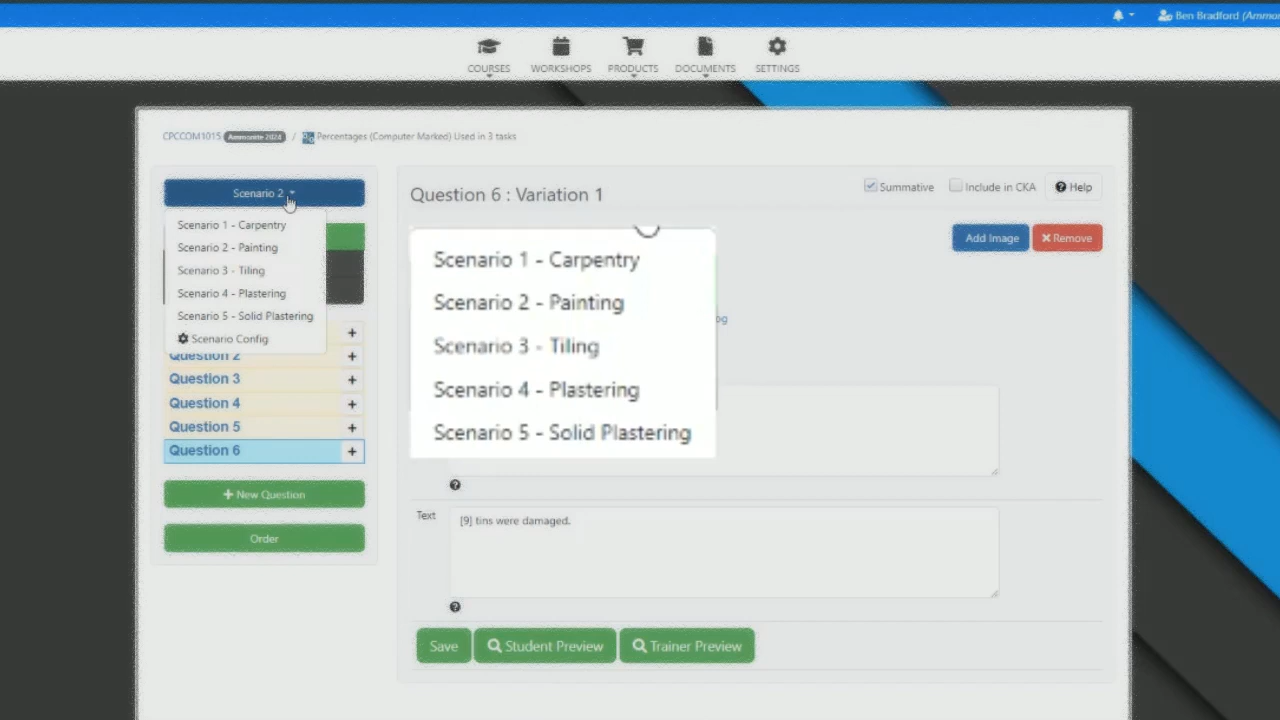 Ben Bradford
COURSES
WORKSHOPS
PRODUCTS
DOCUMENTS
SETTINGS
CPCCOM1015 Ammonite 2024 / Percentages (Computer Marked) Used in 3 tasks
Scenario 2
Scenario 1 - Carpentry
Scenario 2 - Painting
Scenario 3 - Tiling
Scenario 4 - Plastering
Scenario 5 - Solid Plastering
Scenario Config
Question 2 +
Question 3 +
Question 4 +
Question 5 +
Question 6 +
+ New Question
Order
Question 6 : Variation 1
Summative
Include in CKA
Help
Add Image
Remove
Scenario 1 - Carpentry
Scenario 2 - Painting
Scenario 3 - Tiling
Scenario 4 - Plastering
Scenario 5 - Solid Plastering
Text
[9] tins were damaged.
Save
Student Preview
Trainer Preview